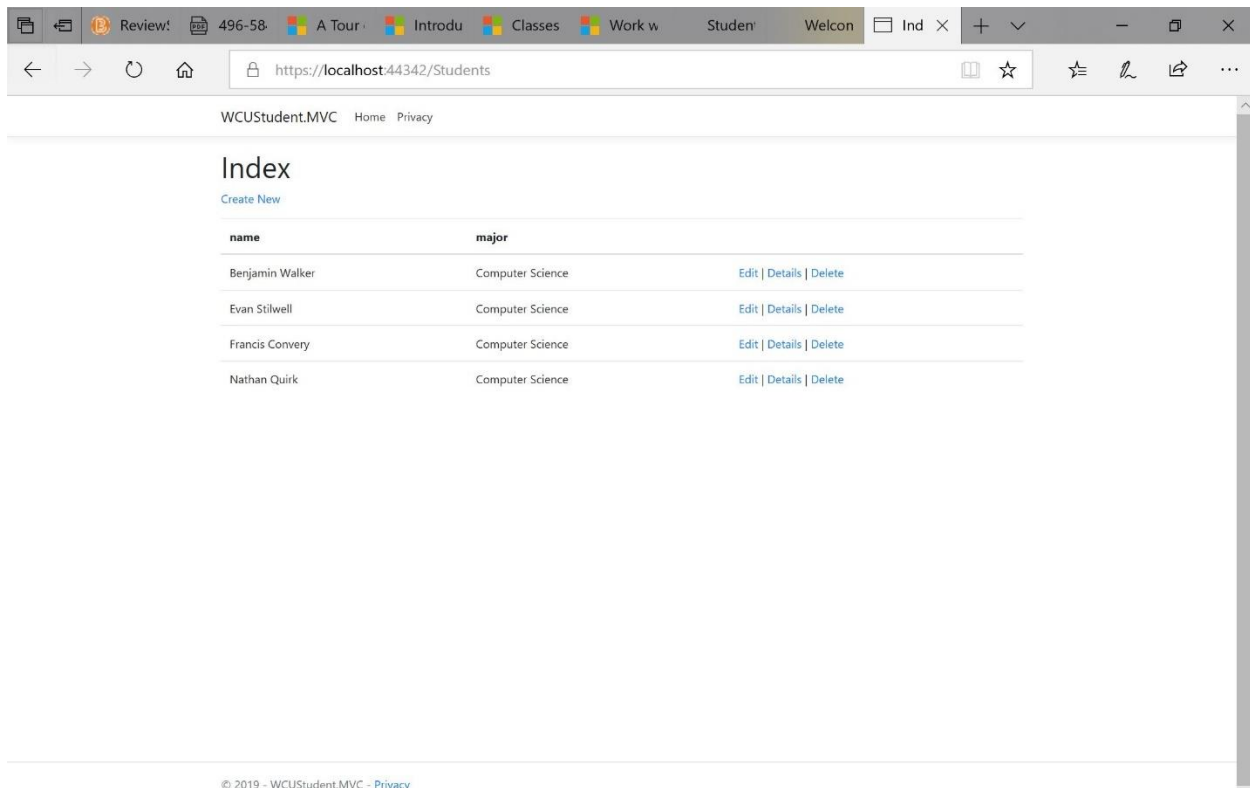 Review! 496-58 A Tour Introdu Classes Work w Student Welcon Ind
https://localhost:44342/Students
WCUStudent.MVC Home Privacy
Index
Create New
name major
Benjamin Walker Computer Science Edit | Details | Delete
Evan Stilwell Computer Science Edit | Details | Delete
Francis Convery Computer Science Edit | Details | Delete
Nathan Quirk Computer Science Edit | Details | Delete
© 2019 - WCUStudent.MVC - Privacy